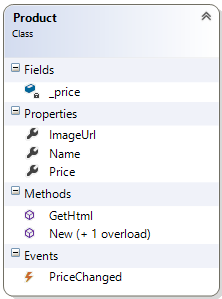 Product
Class
Fields
_price
Properties
ImageUrl
Name
Price
Methods
GetHtml
New (+ 1 overload)
Events
PriceChanged